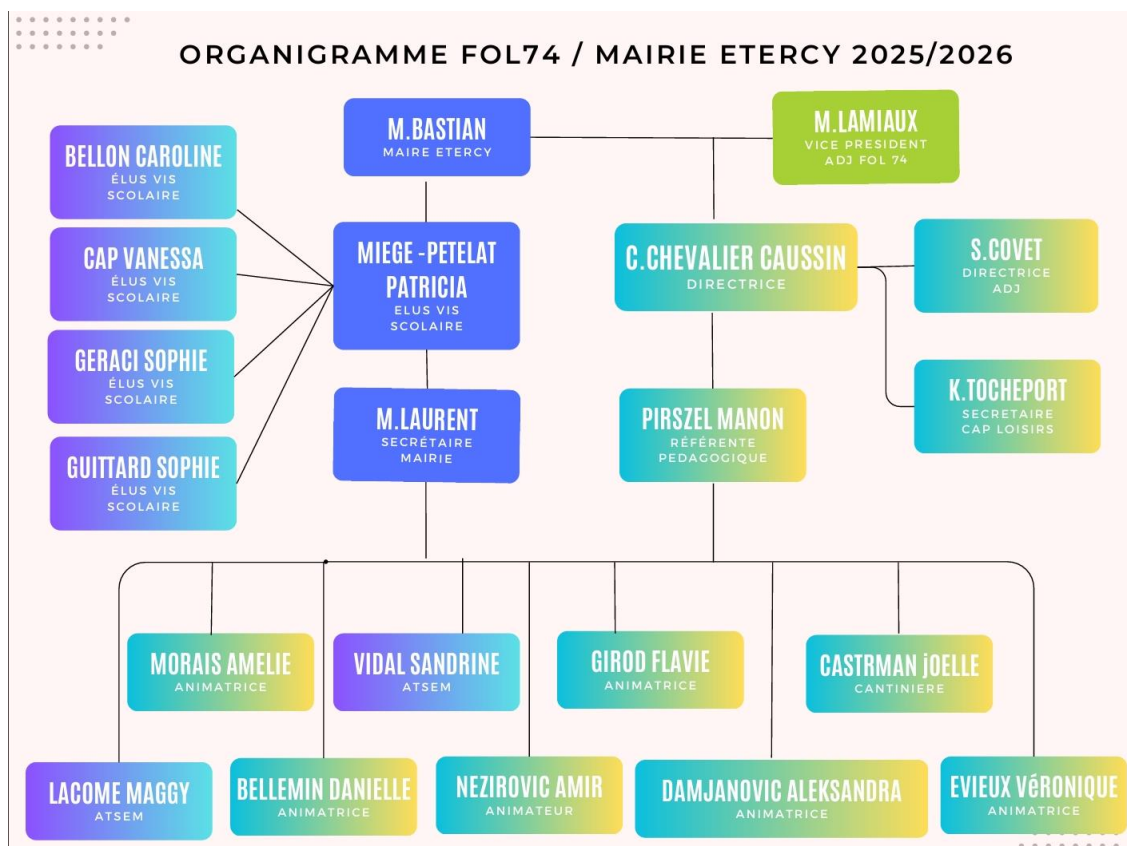 ORGANIGRAMME FOL74 / MAIRIE ETERCY 2025/2026
M.BASTIAN
MAIRE ETERCY
M.LAMIAUX
VICE PRESIDENT
ADJ FOL 74
BELLON CAROLINE
ÉLUS VIS
SCOLAIRE
CAP VANESSA
ÉLUS VIS
SCOLAIRE
GERACI SOPHIE
ÉLUS VIS
SCOLAIRE
GUITTARD SOPHIE
ÉLUS VIS
SCOLAIRE
MIEGE -PETELAT
PATRICIA
ELUS VIS
SCOLAIRE
M.LAURENT
SECRÉTAIRE
MAIRIE
C.CHEVALIER CAUSSIN
DIRECTRICE
S.COVET
DIRECTRICE
ADJ
K.TOCHEPORT
SECRETAIRE
CAP LOISIRS
PIRSZEL MANON
RÉFÉRENTE
PEDAGOGIQUE
MORAIS AMELIE
ANIMATRICE
VIDAL SANDRINE
ATSEM
GIROD FLAVIE
ANIMATRICE
CASTRMAN jOELLE
CANTINIERE
LACOME MAGGY
ATSEM
BELLEMIN DANIELLE
ANIMATRICE
NEZIROVIC AMIR
ANIMATEUR
DAMJANOVIC ALEKSANDRA
ANIMATRICE
EVIEUX VéRONIQUE
ANIMATRICE